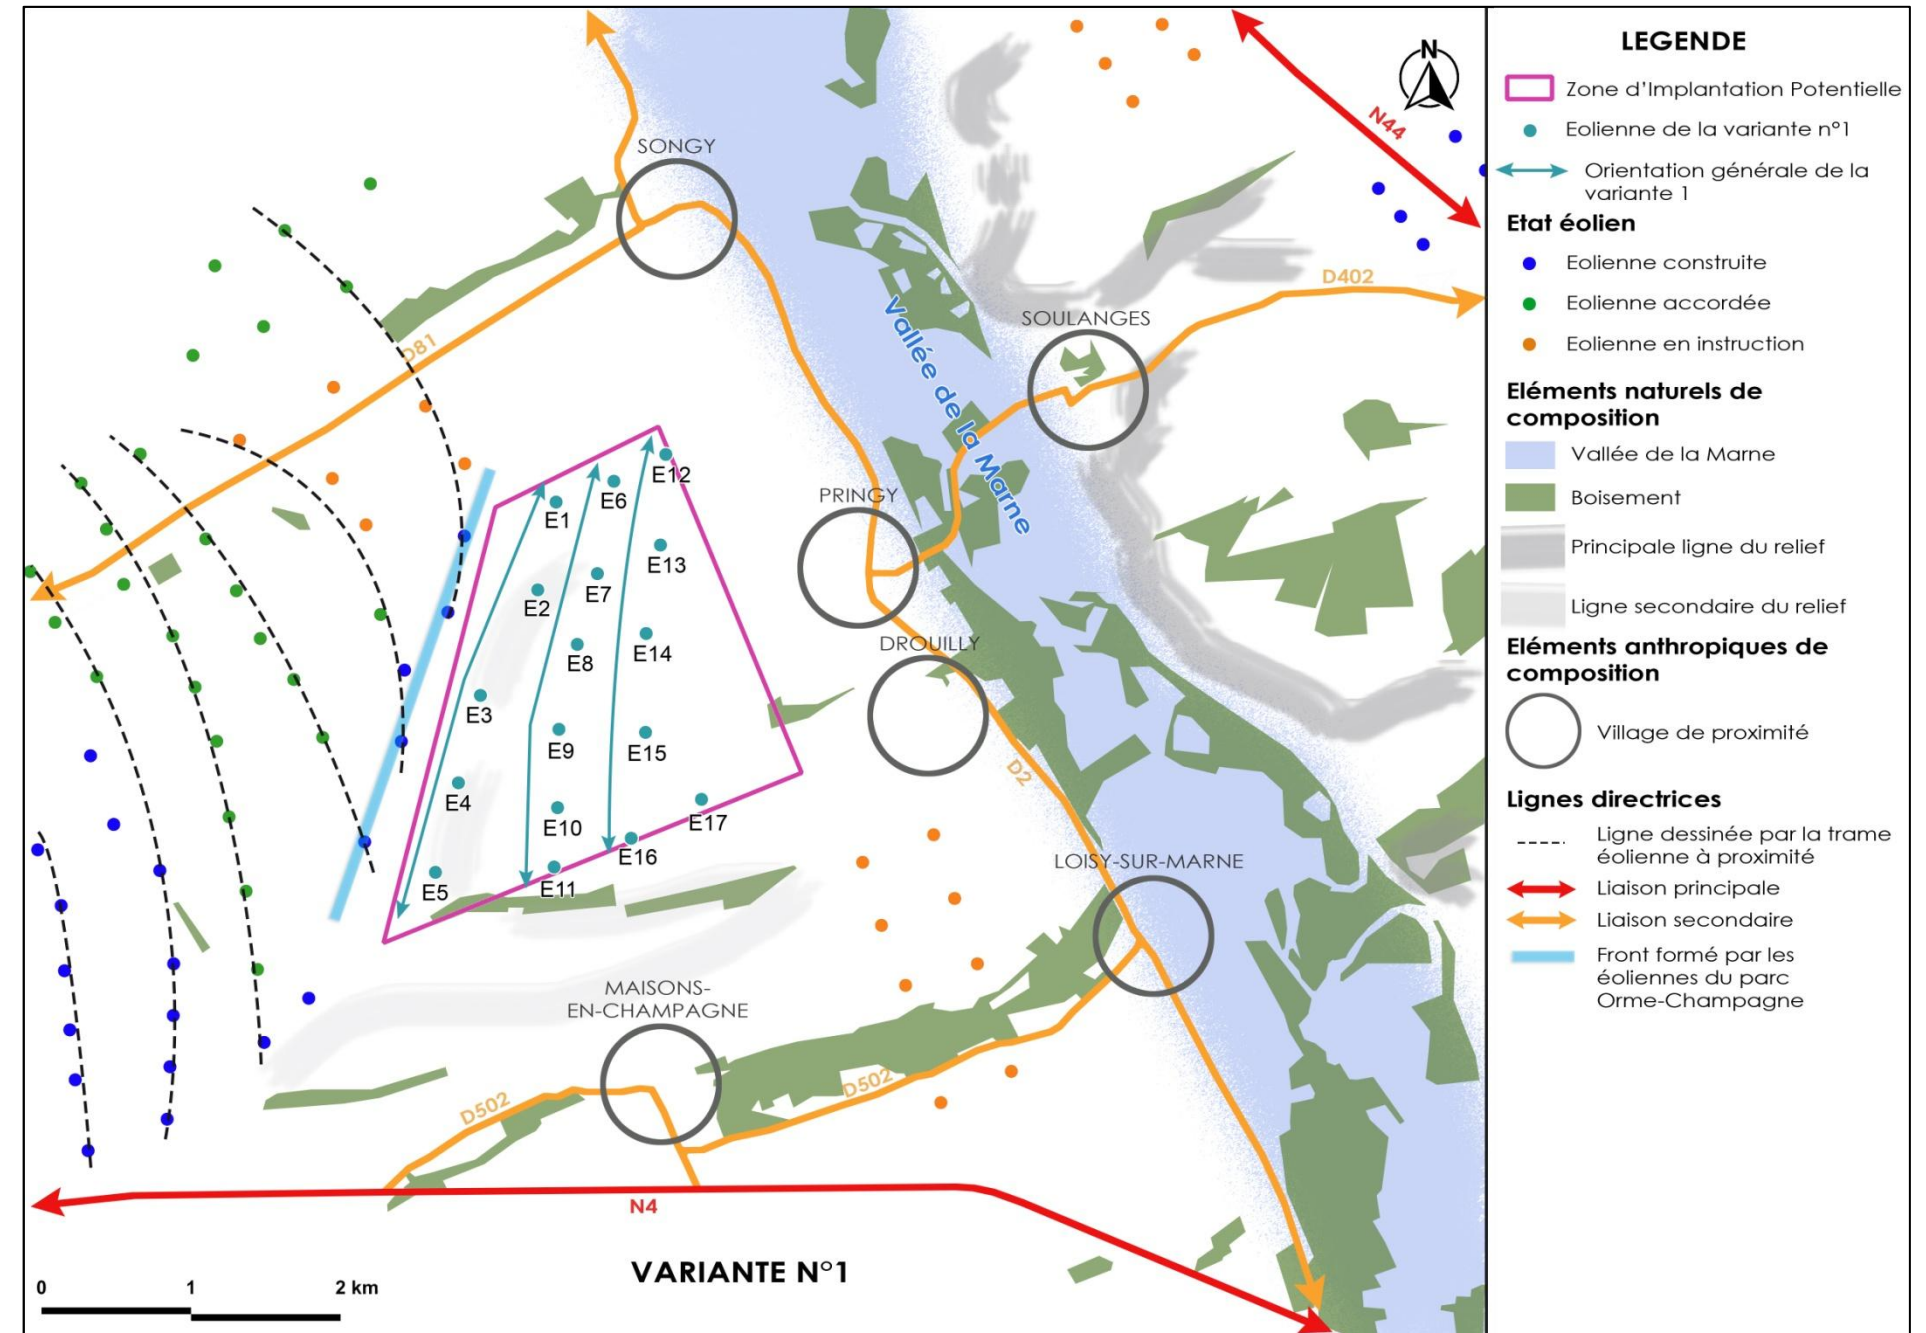 N
N44
SONGY
D402
SOULANGES
D81
Vallée de la Marne
E12
E6
E1
PRINGY
E13
E7
E2
E14
DROUILLY
E8
E3
E15
E9
D2
E4
E17
E10
E16
LOISY-SUR-MARNE
E5
E11
MAISONS-
EN-CHAMPAGNE
D502
D502
N4
VARIANTE N°1
0 1 2 km
LEGENDE
Zone d'Implantation Potentielle
Eolienne de la variante n°1
Orientation générale de la
variante 1
Etat éolien
Eolienne construite
Eolienne accordée
Eolienne en instruction
Eléments naturels de
composition
Vallée de la Marne
Boisement
Principale ligne du relief
Ligne secondaire du relief
Eléments anthropiques de
composition
Village de proximité
Lignes directrices
Ligne dessinée par la trame
éolienne à proximité
Liaison principale
Liaison secondaire
Front formé par les
éoliennes du parc
Orme-Champagne